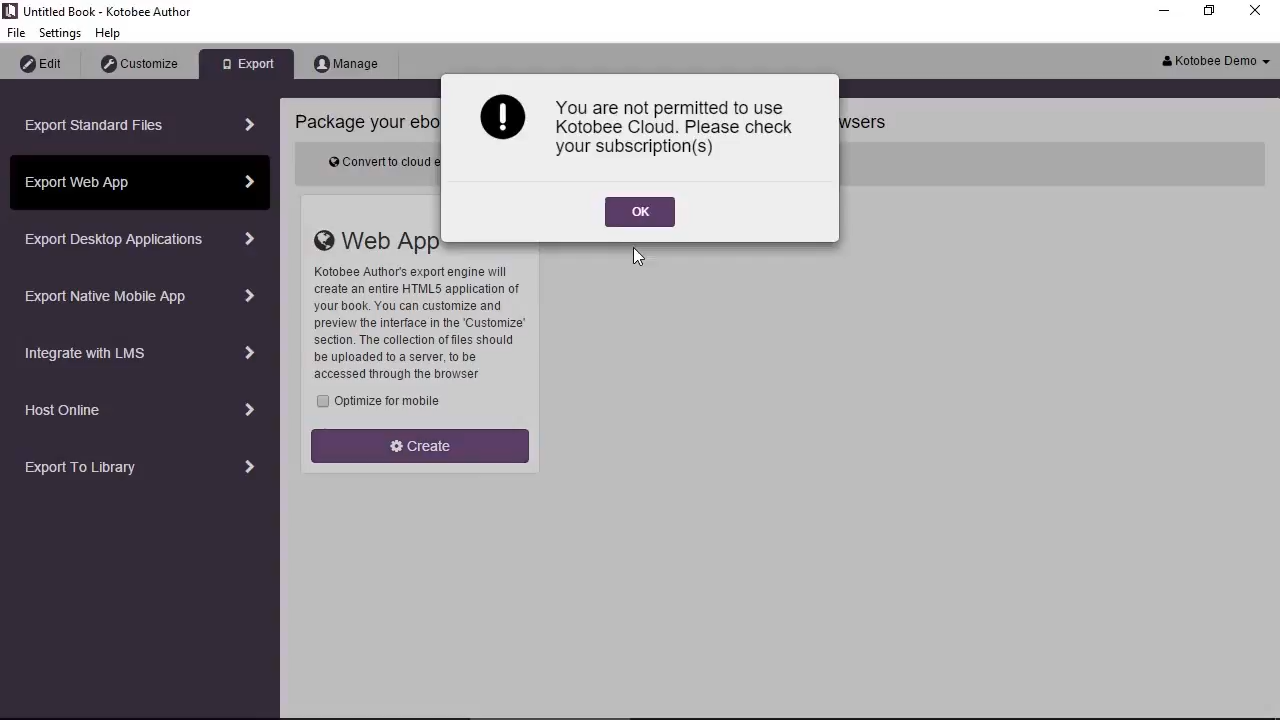 Untitled Book - Kotobee Author
File Settings Help
Edit Customize Export Manage Kotobee Demo
Export Standard Files
Export Web App
Export Desktop Applications
Export Native Mobile App
Integrate with LMS
Host Online
Export To Library
Package your ebo
wsers
Convert to cloud e
You are not permitted to use
Kotobee Cloud. Please check
your subscription(s)
OK
Web App
Kotobee Author's export engine will
create an entire HTML5 application of
your book. You can customize and
preview the interface in the 'Customize'
section. The collection of files should
be uploaded to a server, to be
accessed through the browser
Optimize for mobile
Create